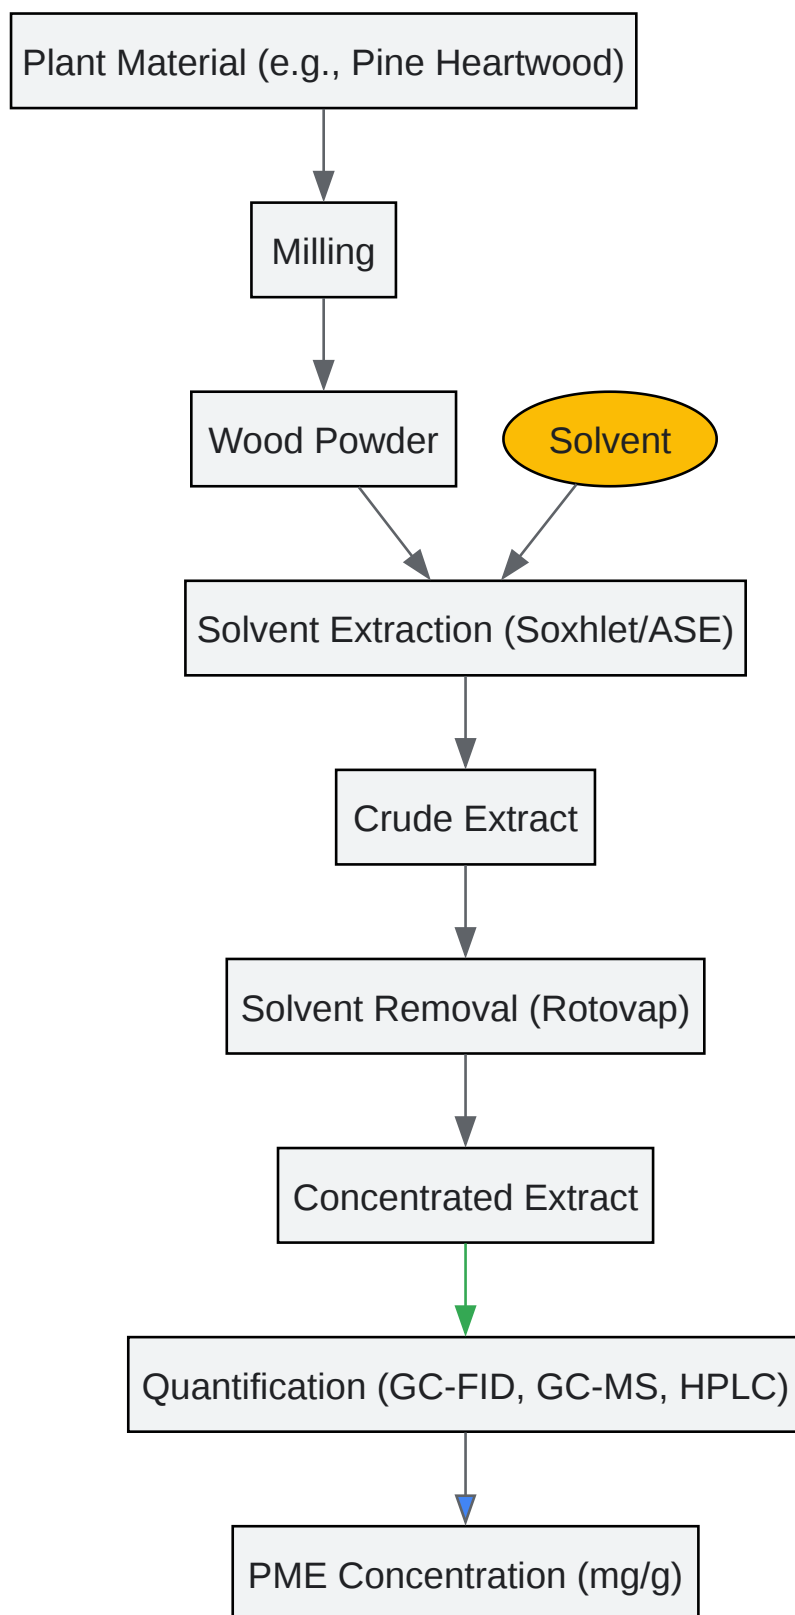 Plant Material (e.g., Pine Heartwood)
Milling
Wood Powder
Solvent
Solvent Extraction (Soxhlet/ASE)
Crude Extract
Solvent Removal (Rotovap)
Concentrated Extract
Quantification (GC-FID, GC-MS, HPLC)
PME Concentration (mg/g)